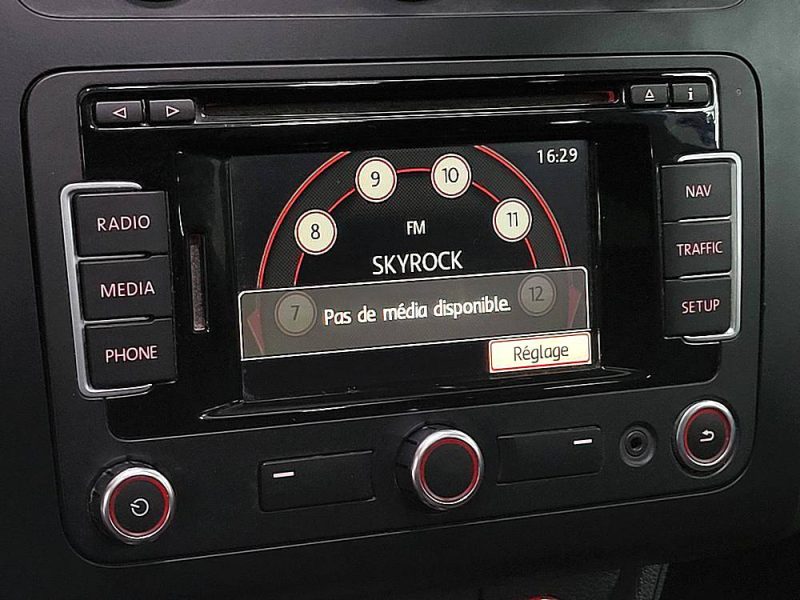 i
16:29
9
10
8
11
FM
SKYROCK
7
12
Pas de média disponible.
Réglage
RADIO
MEDIA
PHONE
NAV
TRAFFIC
SETUP